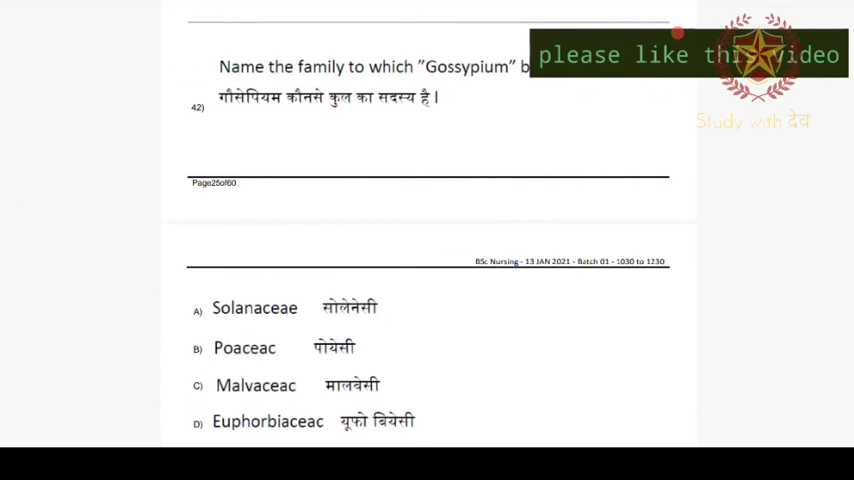 please like this video
Name the family to which ”Gossypium” b
गौसेपियम कौनसे कुल का सदस्य है ।
42)
Study with देव
Page25of60
BSc Nursing - 13 JAN 2021 - Batch 01 - 1030 to 1230
A) Solanaceae सोलेनेसी
B) Poaceac पोयेसी
C) Malvaceac मालवेसी
D) Euphorbiaceac यूफो बियेसी